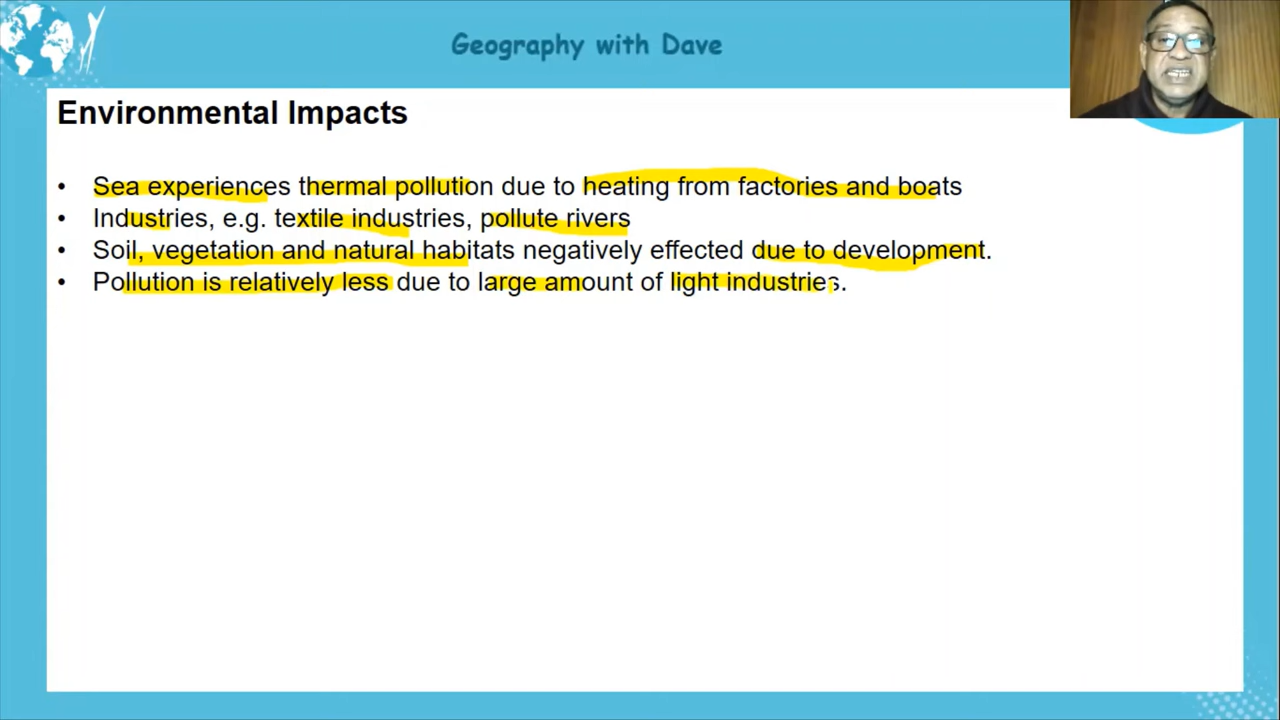 Geography with Dave
Environmental Impacts
• Sea experiences thermal pollution due to heating from factories and boats
• Industries, e.g. textile industries, pollute rivers
• Soil, vegetation and natural habitats negatively effected due to development.
• Pollution is relatively less due to large amount of light industries.